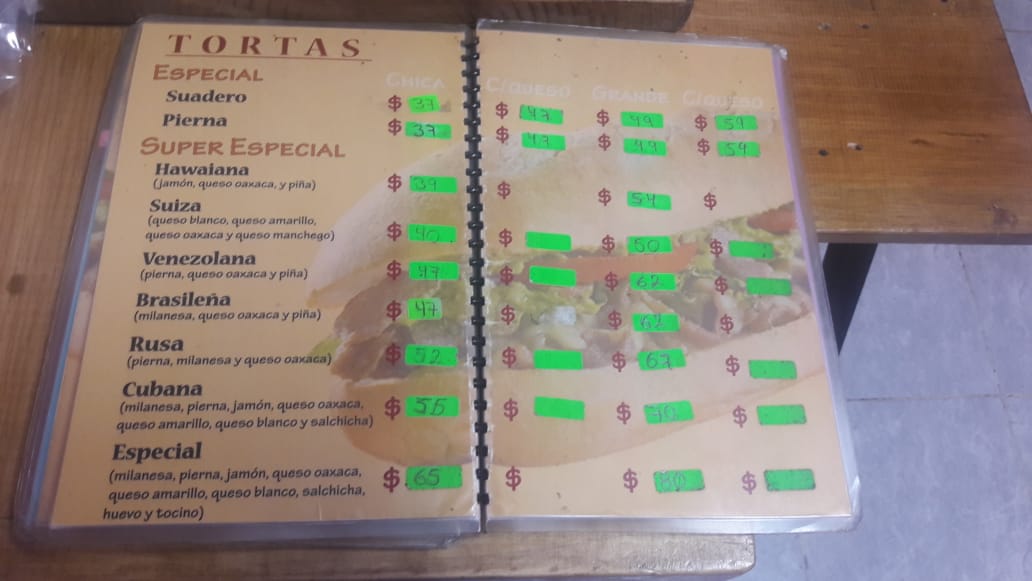 TORTAS
ESPECIAL CHICA C/QUESO GRANDE C/QUESO
Suadero $ 37 $ 47 $ 49 $ 59
Pierna $ 37 $ 47 $ 49 $ 59
SUPER ESPECIAL
Hawaiana $ 39 $ $ 54 $
(jamón, queso oaxaca, y piña)
Suiza
(queso blanco, queso amarillo,
queso oaxaca y queso manchego) $ 40 $ $ 50 $
Venezolana $ 47 $ $ 62 $
(pierna, queso oaxaca y piña)
Brasileña $ 47 $ $ 62 $
(milanesa, queso oaxaca y piña)
Rusa $ 52 $ $ 67 $
(pierna, milanesa y queso oaxaca)
Cubana $ 55 $ $ 70 $
(milanesa, pierna, jamón, queso oaxaca,
queso amarillo, queso blanco y salchicha)
Especial $ 65 $ $ 80 $
(milanesa, pierna, jamón, queso oaxaca,
queso amarillo, queso blanco, salchicha,
huevo y tocino)